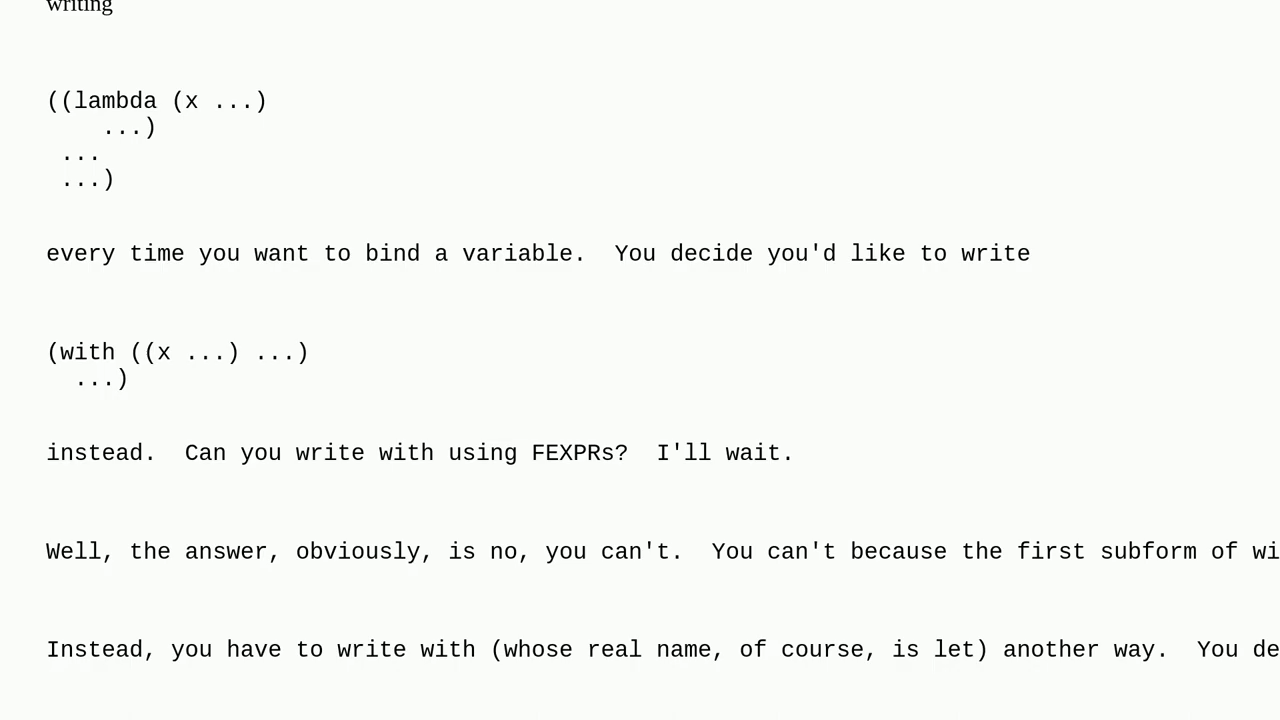 writing
((lambda (x ...)
    ...)
 ...
 ...)
every time you want to bind a variable.  You decide you'd like to write
(with ((x ...) ...)
  ...)
instead.  Can you write with using FEXPRs?  I'll wait.
Well, the answer, obviously, is no, you can't.  You can't because the first subform of wi
Instead, you have to write with (whose real name, of course, is let) another way.  You de